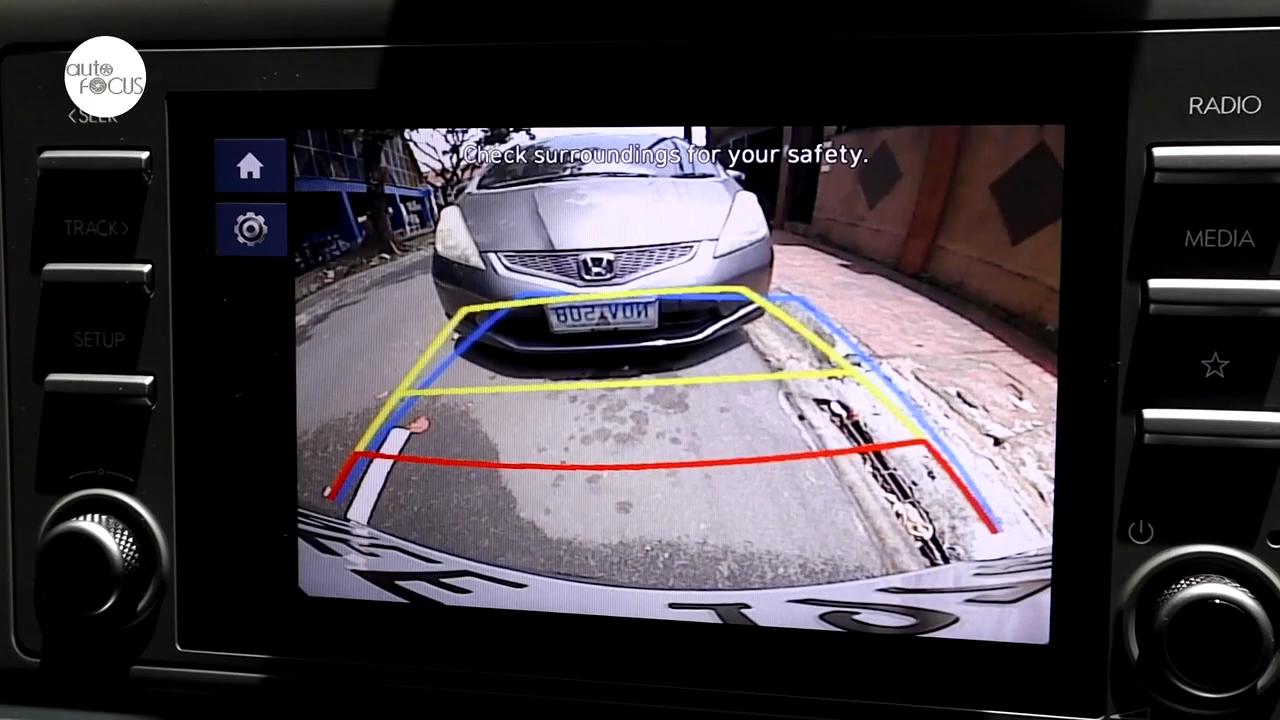 auto
FOCUS
<SEEK
TRACK>
SETUP
Check surroundings for your safety.
RADIO
MEDIA